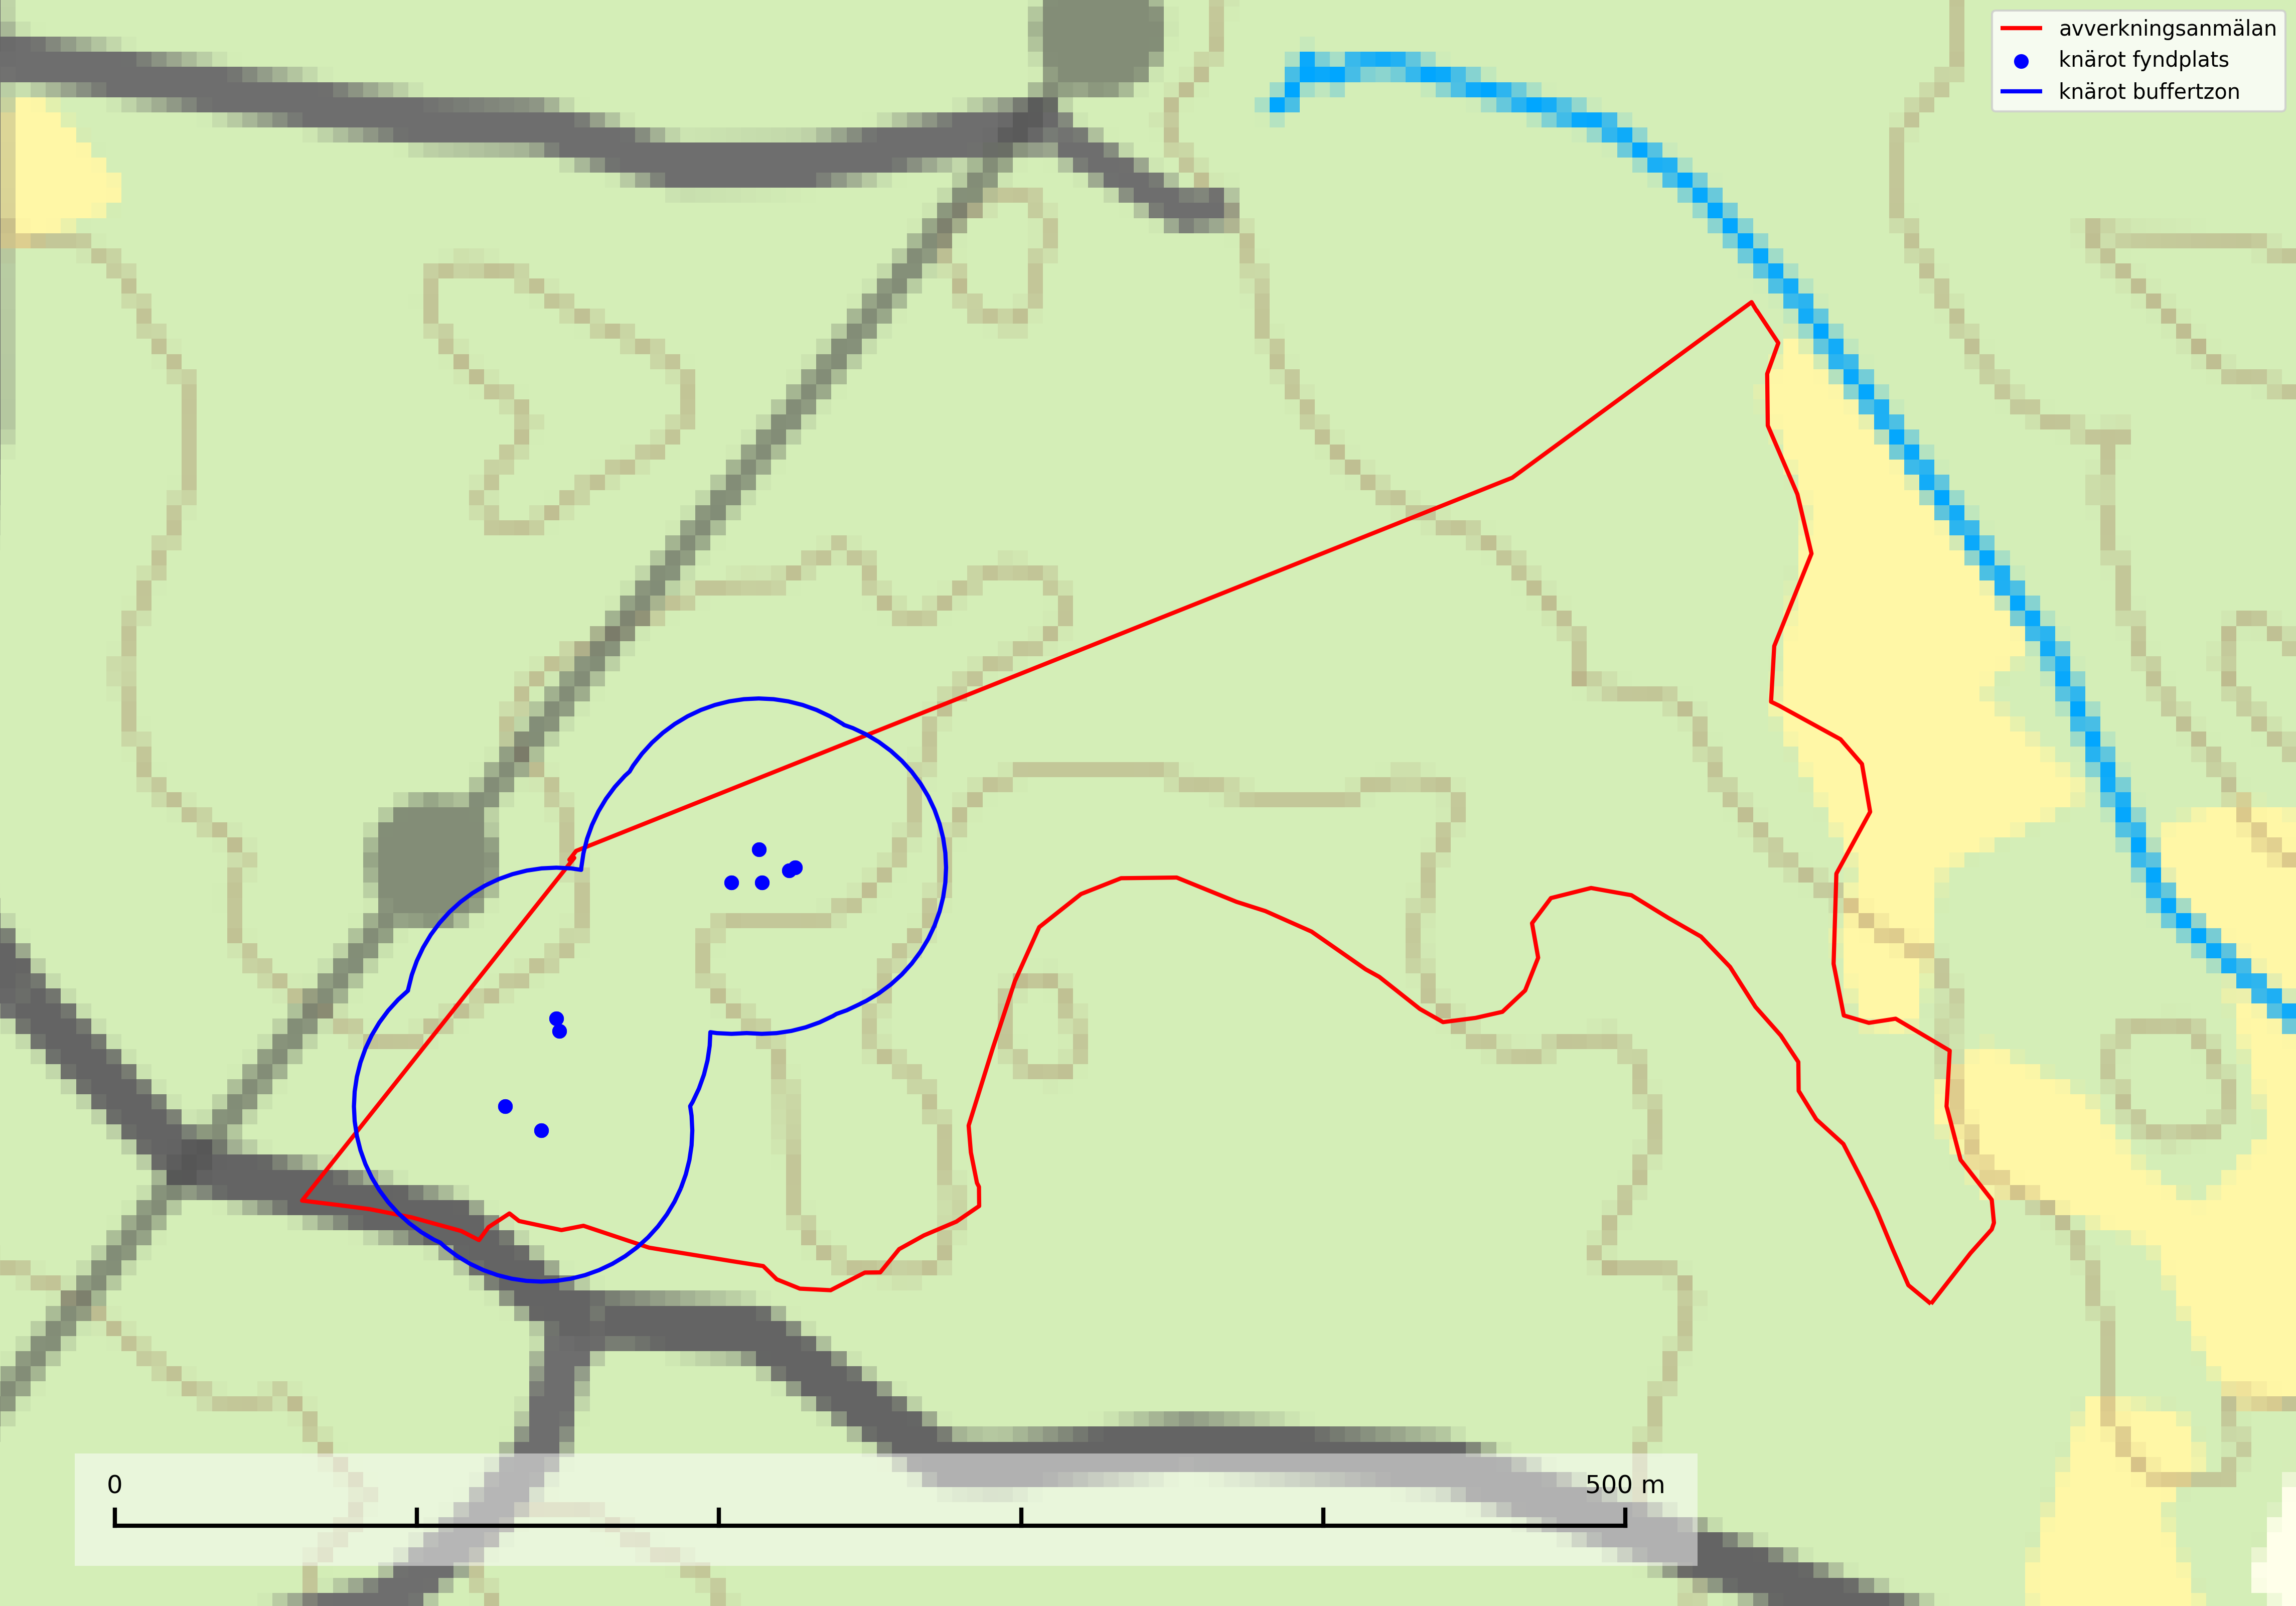 avverkningsanmälan
knärot fyndplats
knärot buffertzon
0 500 m